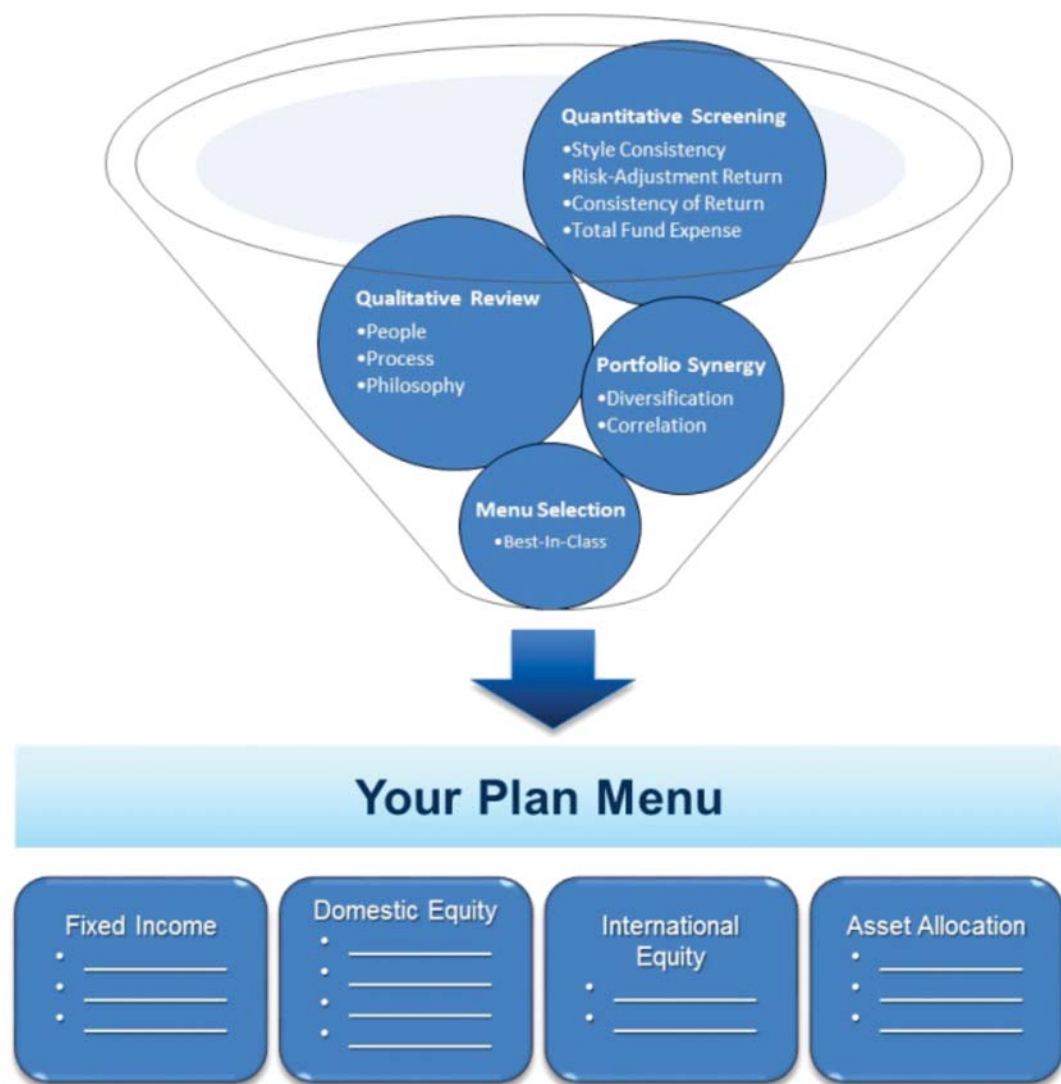 Quantitative Screening
•Style Consistency
•Risk-Adjustment Return
•Consistency of Return
•Total Fund Expense
Qualitative Review
•People
•Process
•Philosophy
Portfolio Synergy
•Diversification
•Correlation
Menu Selection
•Best-In-Class
Your Plan Menu
Fixed Income
Domestic Equity
International
Equity
Asset Allocation